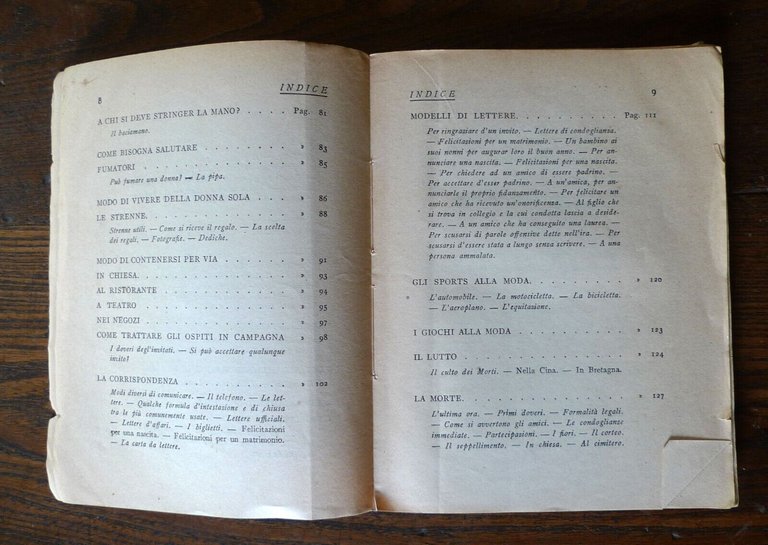 8
INDICE
A CHI SI DEVE STRINGER LA MANO? . . . . . Pag. 81
Il baciamano.
COME BISOGNA SALUTARE . . . . . . . . . » 83
FUMATORI . . . . . . . . . . . . . . . » 85
Può fumare una donna? — La pipa.
MODO DI VIVERE DELLA DONNA SOLA . . . . » 86
LE STRENNE. . . . . . . . . . . . . . . » 88
Strenne utili. — Come si riceve il regalo. — La scelta
dei regali. — Fotografie. — Dediche.
MODO DI CONTENERSI PER VIA . . . . . . . » 91
IN CHIESA. . . . . . . . . . . . . . . » 93
AL RISTORANTE . . . . . . . . . . . . . » 94
A TEATRO . . . . . . . . . . . . . . . » 95
NEI NEGOZI . . . . . . . . . . . . . . » 97
COME TRATTARE GLI OSPITI IN CAMPAGNA » 98
I doveri degl'invitati. — Si può accettare qualunque
invito?
LA CORRISPONDENZA . . . . . . . . . . . » 102
Modi diversi di comunicare. — Il telefono. — Le let-
tere. — Qualche formula d'intestazione e di chiusa
tra le più comunemente usate. — Lettere ufficiali.
— Lettere d'affari. — I biglietti. — Felicitazioni
per una nascita. — Felicitazioni per un matrimonio.
— La carta da lettere.
INDICE
9
MODELLI DI LETTERE. . . . . . . . . . . Pag. 111
Per ringraziare d'un invito. — Lettere di condoglianza.
— Felicitazioni per un matrimonio. — Un bambino ai
suoi nonni per augurar loro il buon anno. — Per an-
nunciare una nascita. — Felicitazioni per una nascita.
— Per chiedere ad un amico di essere padrino. —
Per accettare d'esser padrino. — A un'amica, per an-
nunciarle il proprio fidanzamento. — Per felicitare un
amico che ha ricevuto un'onorificenza. — Al figlio che
si trova in collegio e la cui condotta lascia a deside-
rare. — A un amico che ha conseguito una laurea. —
Per scusarsi di parole offensive dette nell'ira. — Per
scusarsi d'essere stata a lungo senza scrivere. — A una
persona ammalata.
GLI SPORTS ALLA MODA. . . . . . . . . . » 120
L'automobile. — La motocicletta. — La bicicletta.
— L'aeroplano. — L'equitazione.
I GIOCHI ALLA MODA . . . . . . . . . . . » 123
IL LUTTO . . . . . . . . . . . . . . . » 124
Il culto dei Morti. — Nella Cina. — In Bretagna.
LA MORTE. . . . . . . . . . . . . . . . » 127
L'ultima ora. — Primi doveri. — Formalità legali.
— Come si avvertono gli amici. — Le condoglianze
immediate. — Partecipazioni. — I fiori. — Il corteo.
— Il seppellimento. — In chiesa. — Al cimitero.